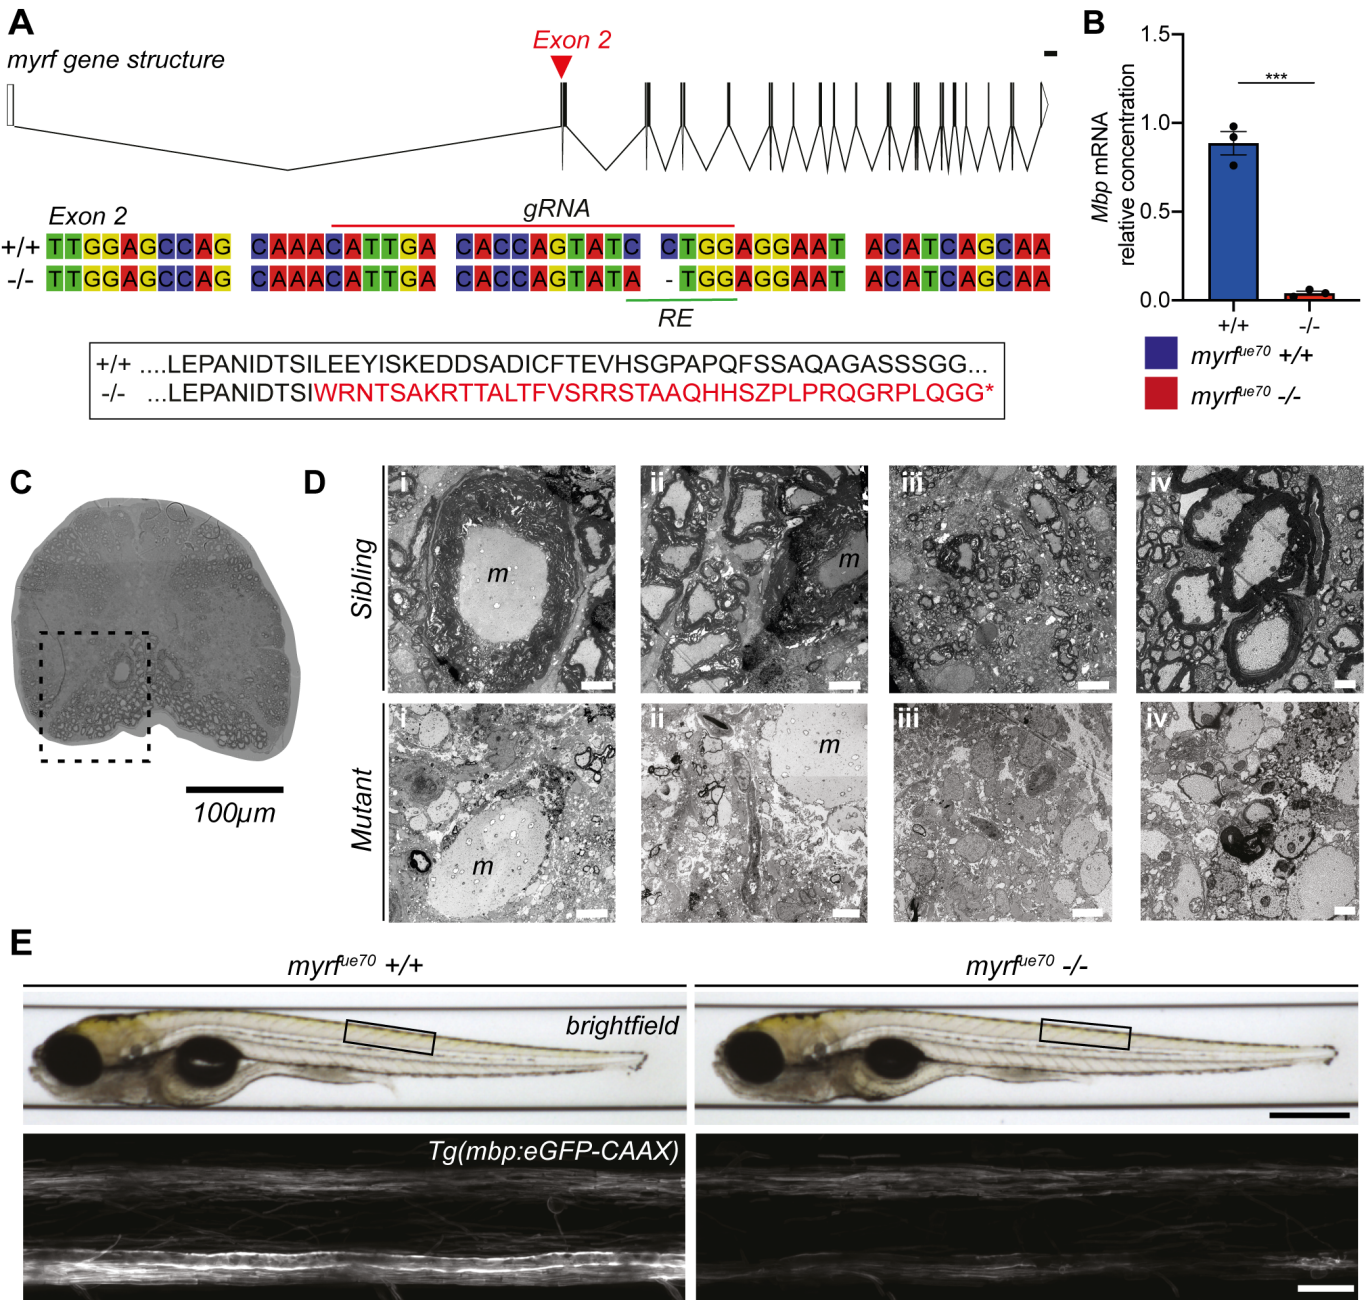 A
myrf gene structure
Exon 2
Exon 2
gRNA
+/+ TTGGAGCCAG CAAACATTGA CACCAGTATC CTGGAGGAAT ACATCAGCAA
-/- TTGGAGCCAG CAAACATTGA CACCAGTATA -TGGAGGAAT ACATCAGCAA
RE
+/+ ....LEPANIDTSILEEYISKEDDSADICFTEVHSGPAPQFSSAQAGASSSGG...
-/- ...LEPANIDTSIWRNTSAKRTTALTFVSRRSTAAQHHSZPLPRQGRPLQGG*
B
Mbp mRNA
relative concentration
1.5
1.0
0.5
0.0
***
+/+ -/-
myrfue70 +/+
myrfue70 -/-
C
100µm
D
Sibling
i
m
ii
m
iii
iv
Mutant
i
m
ii
m
iii
iv
E
myrfue70 +/+
myrfue70 -/-
brightfield
Tg(mbp:eGFP-CAAX)